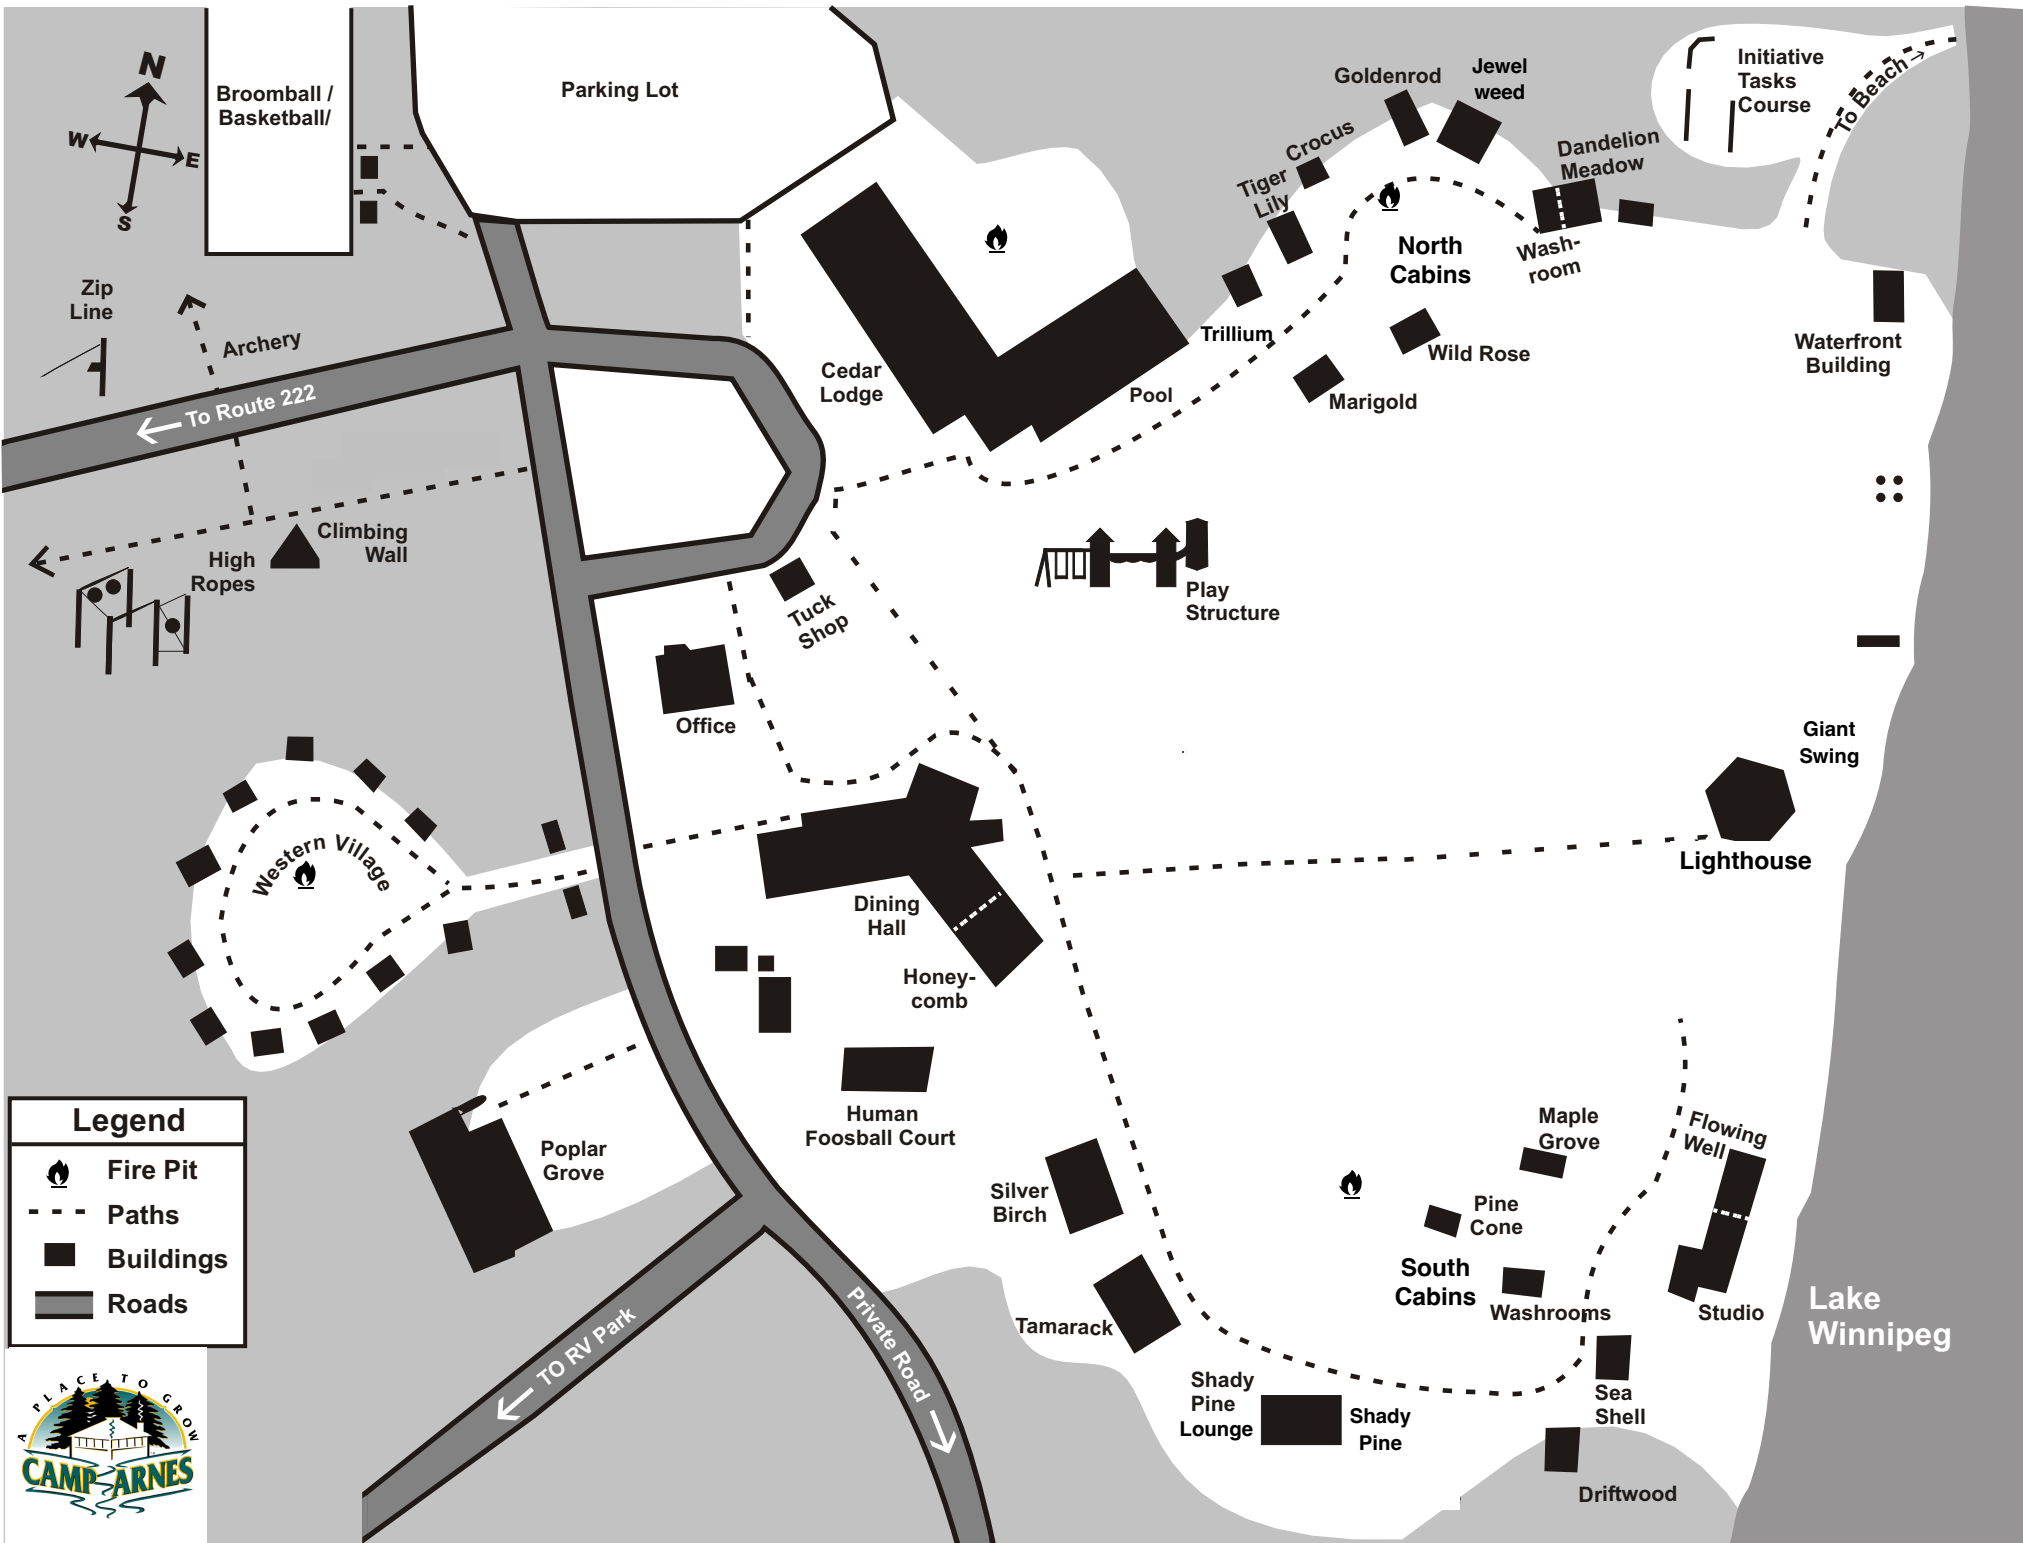 N
W
E
S
Broomball /
Basketball/
Parking Lot
Goldenrod
Jewel
weed
Initiative
Tasks
Course
To Beach →
Crocus
Dandelion
Meadow
Tiger
Lily
North
Cabins
Wash-
room
Zip
Line
Archery
Trillium
Wild Rose
Waterfront
Building
Cedar
Lodge
Pool
Marigold
← To Route 222
Climbing
Wall
High
Ropes
Tuck
Shop
Play
Structure
Office
Giant
Swing
Western Village
Lighthouse
Dining
Hall
Honey-
comb
Human
Foosball Court
Poplar
Grove
Silver
Birch
Maple
Grove
Flowing
Well
Pine
Cone
South
Cabins
Washrooms
Studio
Lake
Winnipeg
Tamarack
Private Road →
← TO RV Park
Shady
Pine
Lounge
Shady
Pine
Sea
Shell
Driftwood
Legend
Fire Pit
Paths
Buildings
Roads
A PLACE TO GROW
CAMP ARNES